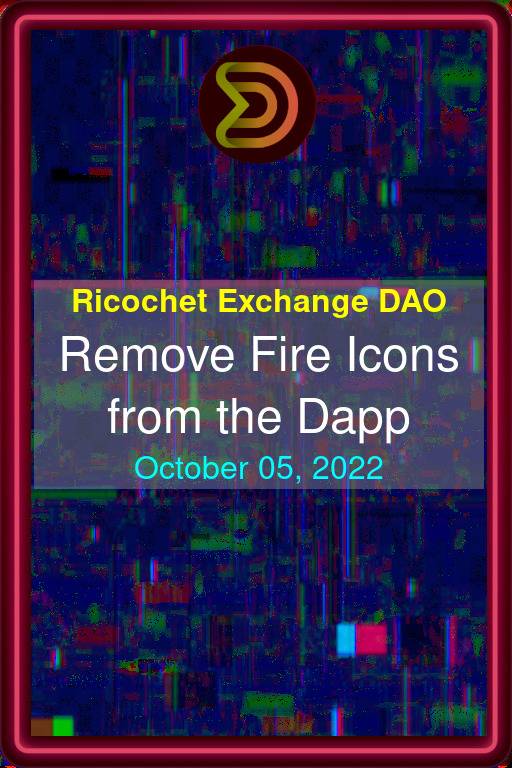 Ricochet Exchange DAO
Remove Fire Icons
from the Dapp
October 05, 2022